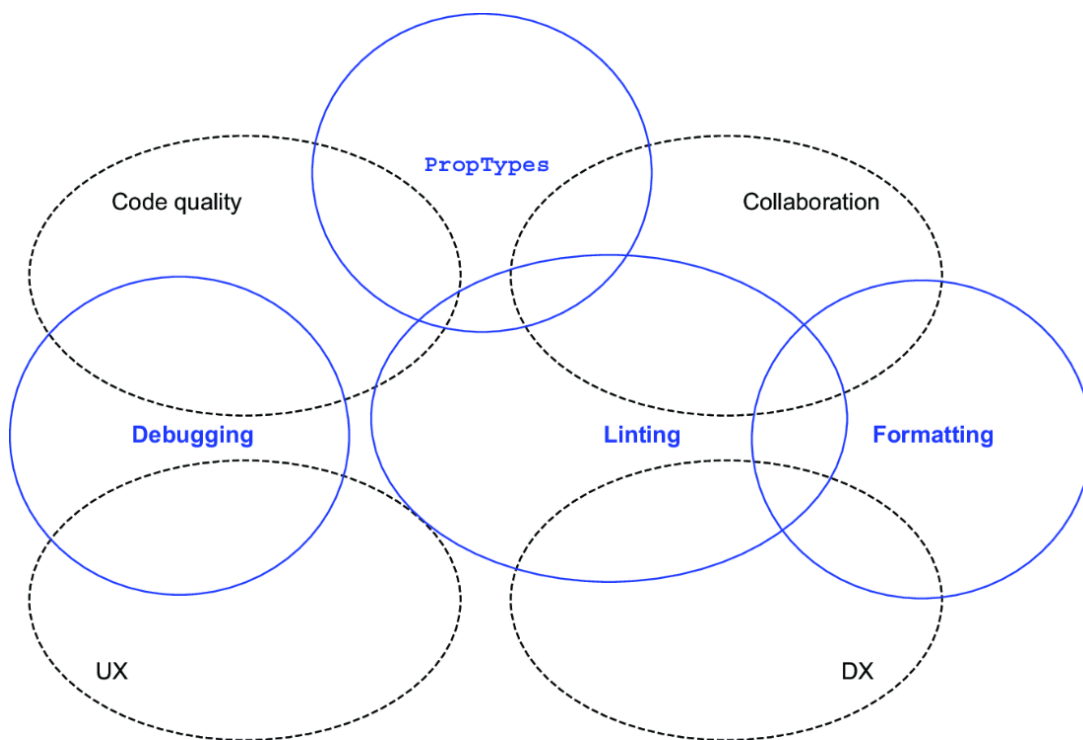 PropTypes
Code quality
Collaboration
Debugging
Linting
Formatting
UX
DX